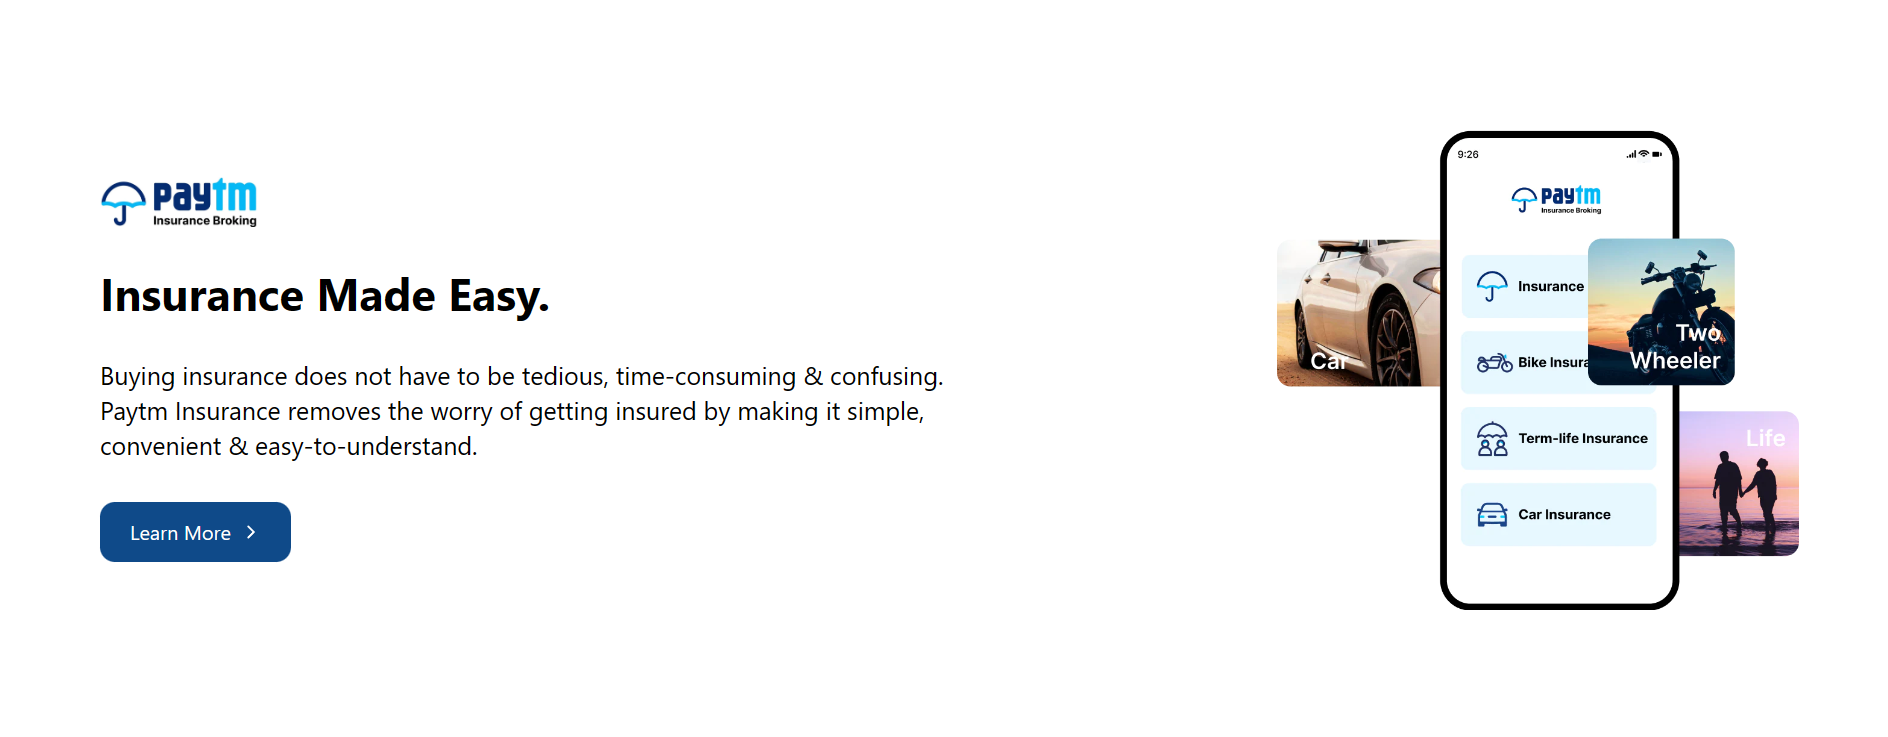 paytm
Insurance Broking
Insurance Made Easy.
Buying insurance does not have to be tedious, time-consuming & confusing.
Paytm Insurance removes the worry of getting insured by making it simple,
convenient & easy-to-understand.
Learn More
9:26
paytm
Insurance Broking
Insurance
Bike
Term-life Insurance
Car Insurance
Car
Two
Wheeler
Life